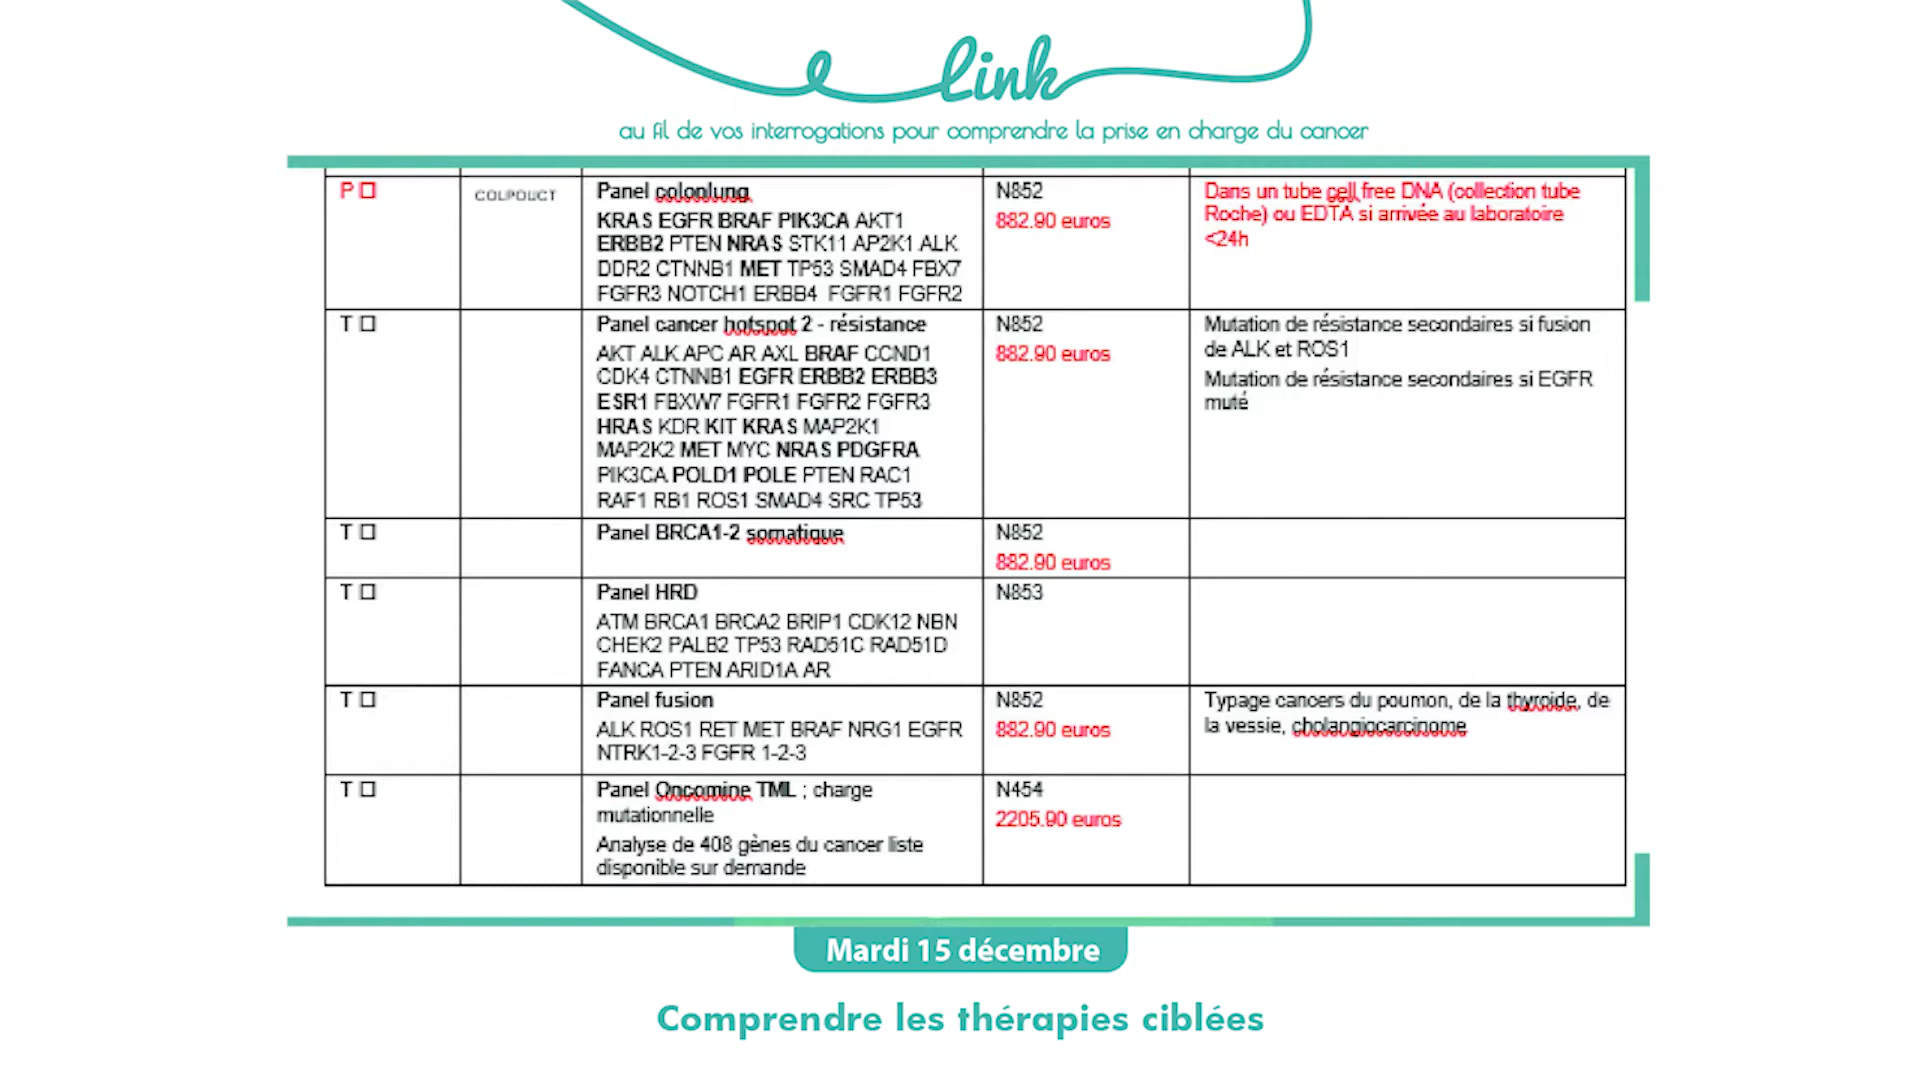 e link
au fil de vos interrogations pour comprendre la prise en charge du cancer
P ☐
COLPOUCT
Panel colonlung
KRAS EGFR BRAF PIK3CA AKT1
ERBB2 PTEN NRAS STK11 AP2K1 ALK
DDR2 CTNNB1 MET TP53 SMAD4 FBX7
FGFR3 NOTCH1 ERBB4 FGFR1 FGFR2
N852
882.90 euros
Dans un tube cell free DNA (collection tube
Roche) ou EDTA si arrivée au laboratoire
<24h
T ☐
Panel cancer hotspot 2 - résistance
AKT ALK APC AR AXL BRAF CCND1
CDK4 CTNNB1 EGFR ERBB2 ERBB3
ESR1 FBXW7 FGFR1 FGFR2 FGFR3
HRAS KDR KIT KRAS MAP2K1
MAP2K2 MET MYC NRAS PDGFRA
PIK3CA POLD1 POLE PTEN RAC1
RAF1 RB1 ROS1 SMAD4 SRC TP53
N852
882.90 euros
Mutation de résistance secondaires si fusion
de ALK et ROS1
Mutation de résistance secondaires si EGFR
muté
T ☐
Panel BRCA1-2 somatique
N852
882.90 euros
T ☐
Panel HRD
ATM BRCA1 BRCA2 BRIP1 CDK12 NBN
CHEK2 PALB2 TP53 RAD51C RAD51D
FANCA PTEN ARID1A AR
N853
T ☐
Panel fusion
ALK ROS1 RET MET BRAF NRG1 EGFR
NTRK1-2-3 FGFR 1-2-3
N852
882.90 euros
Typage cancers du poumon, de la thyroide, de
la vessie, cholangiocarcinome
T ☐
Panel Oncomine TML ; charge
mutationnelle
Analyse de 408 gènes du cancer liste
disponible sur demande
N454
2205.90 euros
Mardi 15 décembre
Comprendre les thérapies ciblées